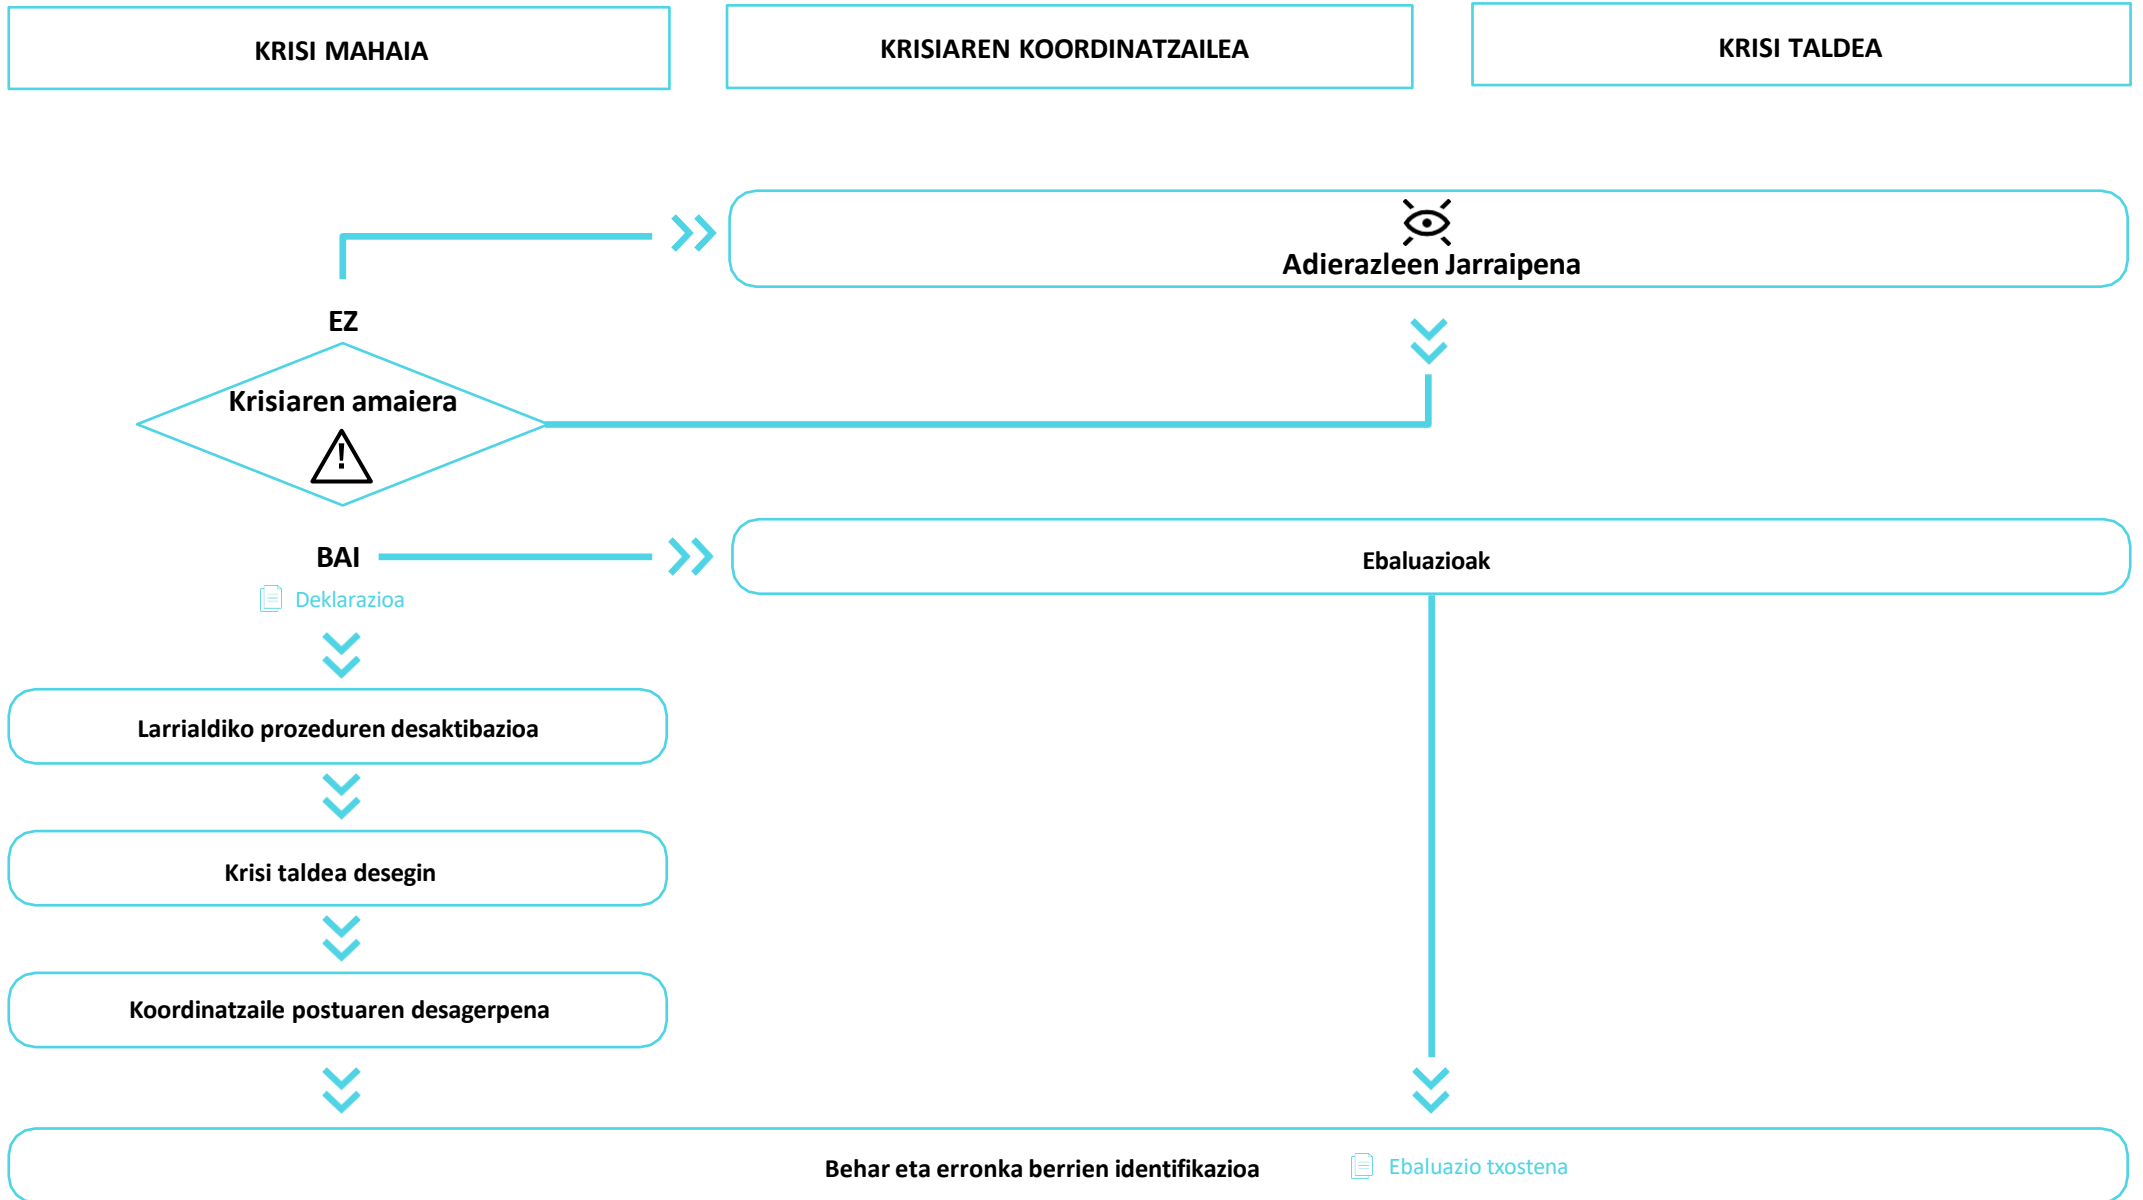 KRISI MAHAIA
KRISIAREN KOORDINATZAILEA
KRISI TALDEA
Adierazleen Jarraipena
EZ
Krisiaren amaiera
!
BAI
Ebaluazioak
Deklarazioa
Larrialdiko prozeduren desaktibazioa
Krisi taldea desegin
Koordinatzaile postuaren desagerpena
Behar eta erronka berrien identifikazioa
Ebaluazio txostena